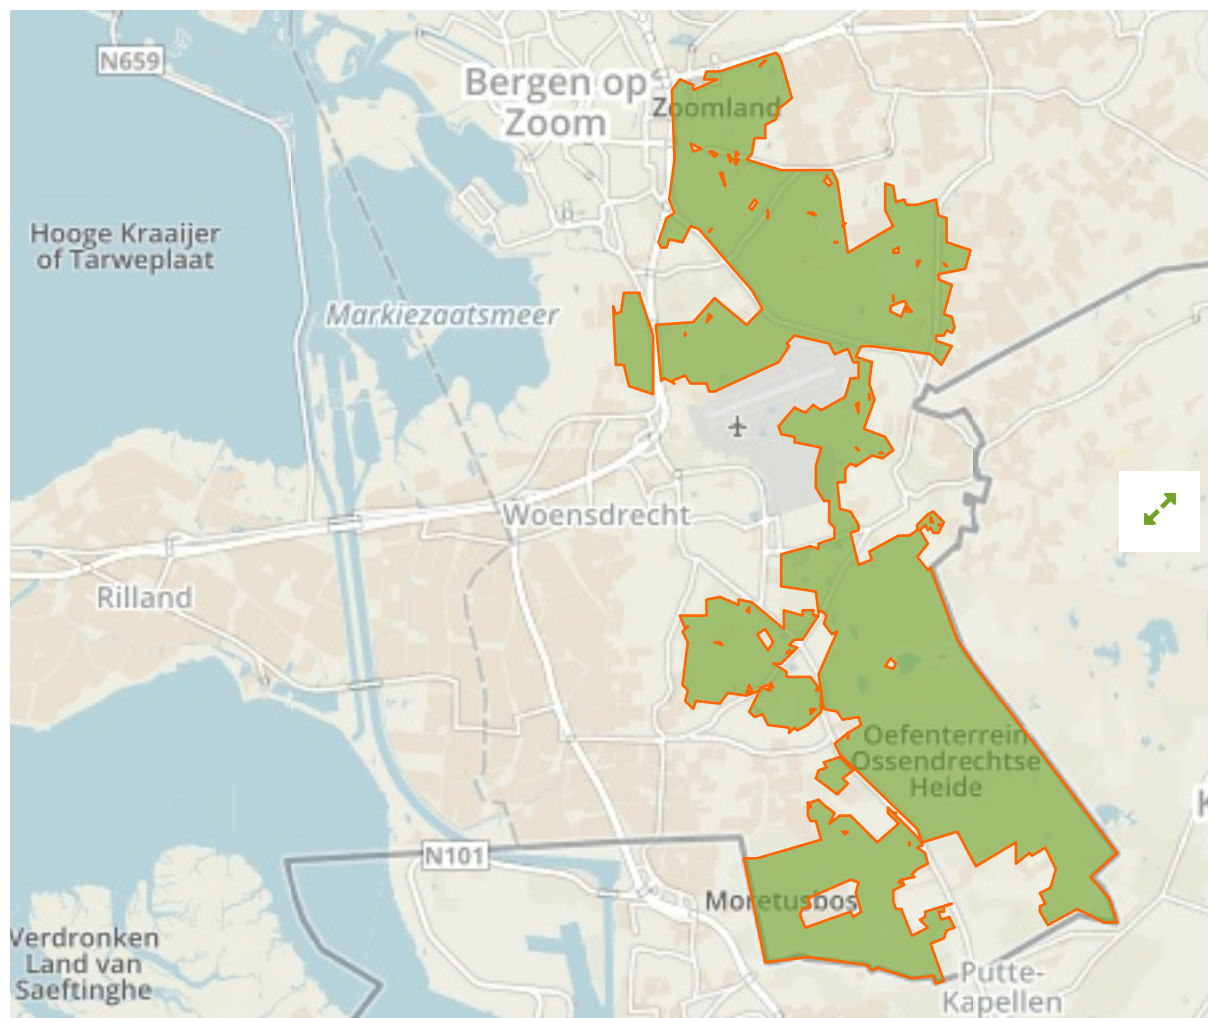 N659
Bergen op
Zoom
Zoomland
Hooge Kraaijer
of Tarweplaat
Markiezaatsmeer
Woensdrecht
Rilland
Oefenterrein
Ossendrechtse
Heide
N101
Moretusbos
Verdronken
Land van
Saeftinghe
Putte-
Kapellen
K